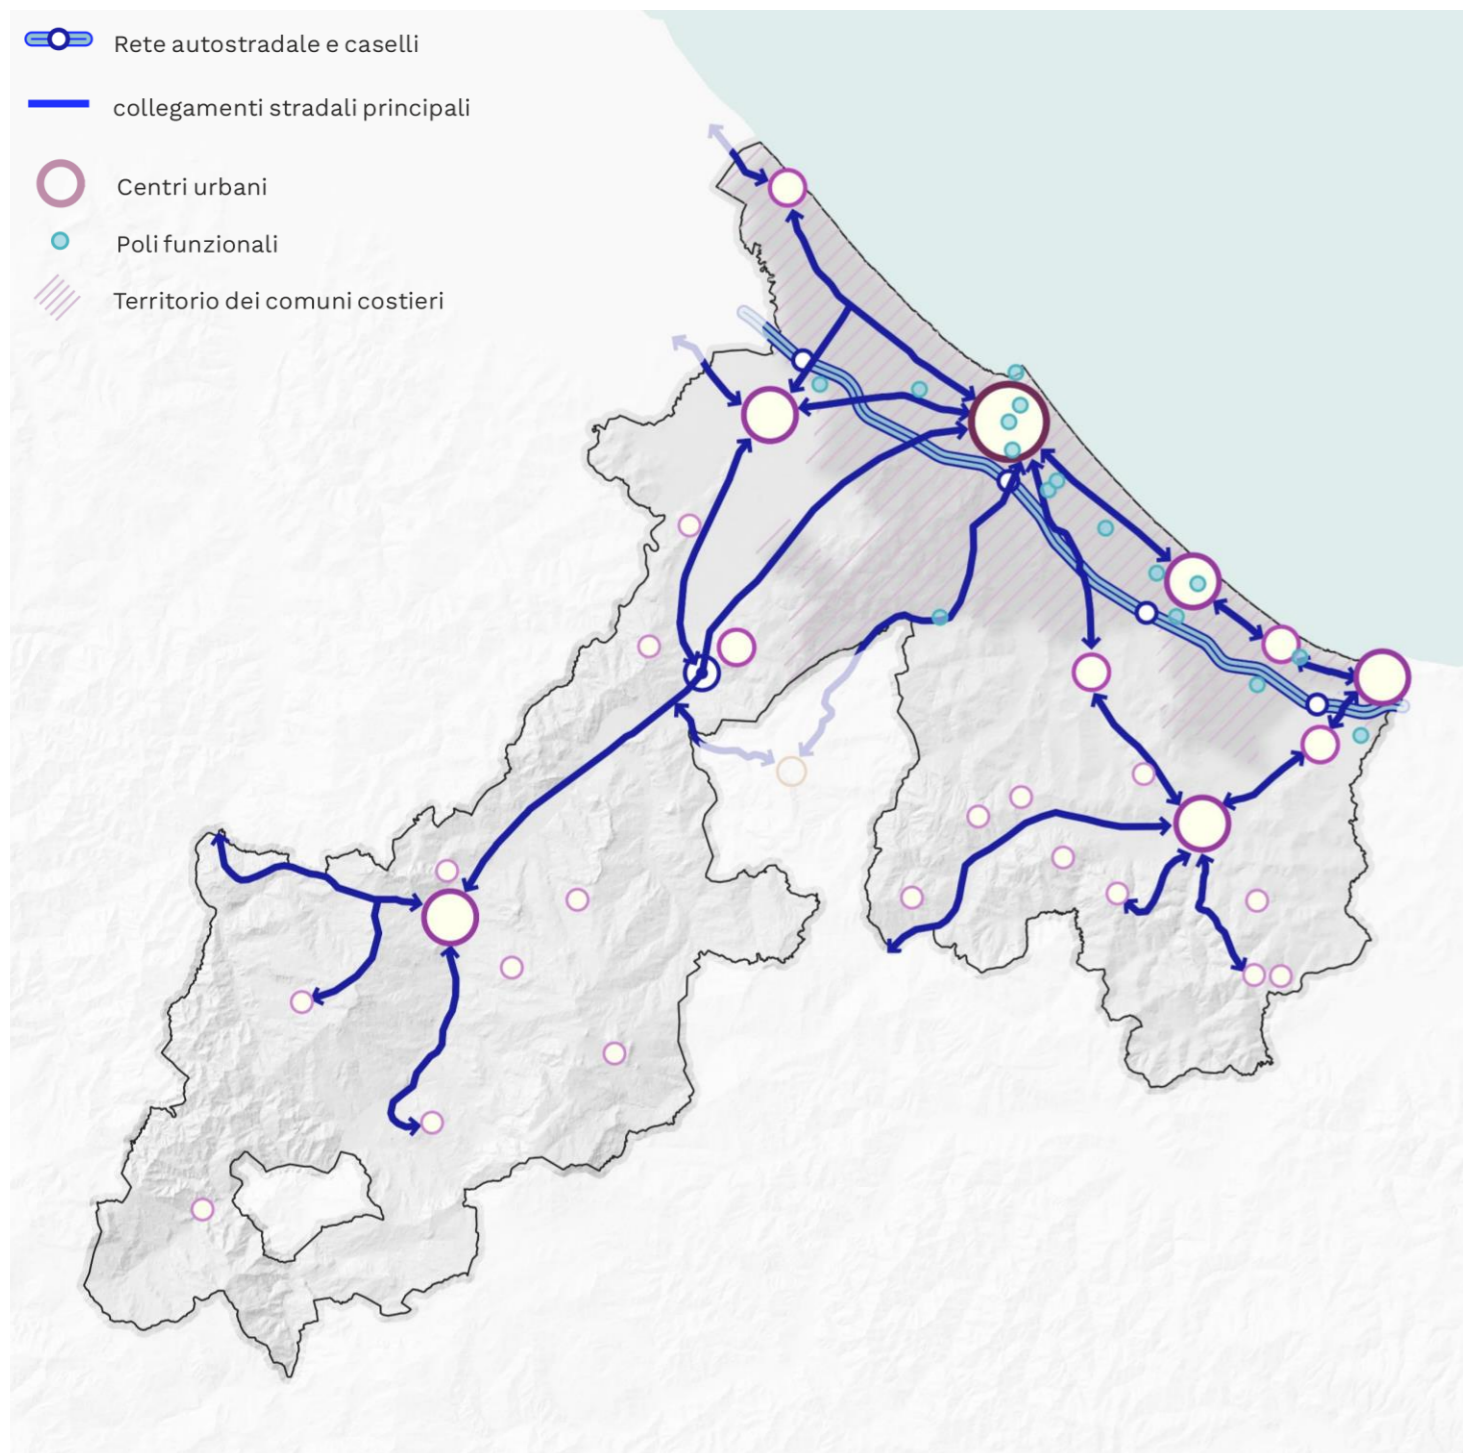 Rete autostradale e caselli
collegamenti stradali principali
Centri urbani
Poli funzionali
Territorio dei comuni costieri